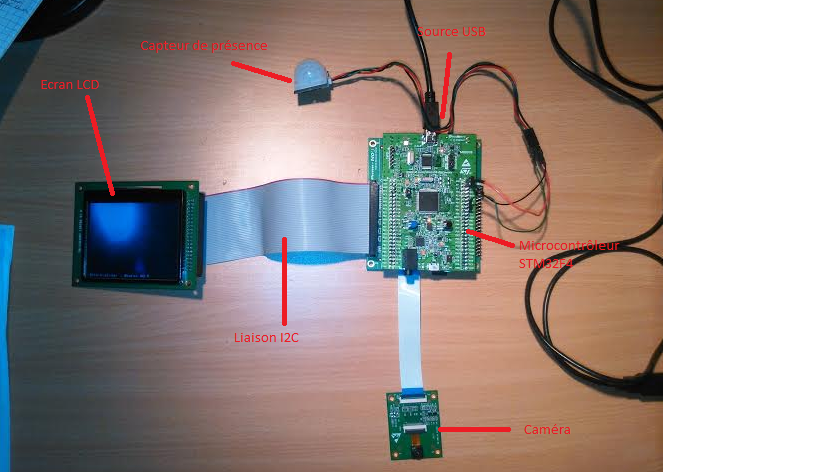 Source USB
Capteur de présence
Ecran LCD
Microcontrôleur
STM32F4
Liaison I2C
Caméra